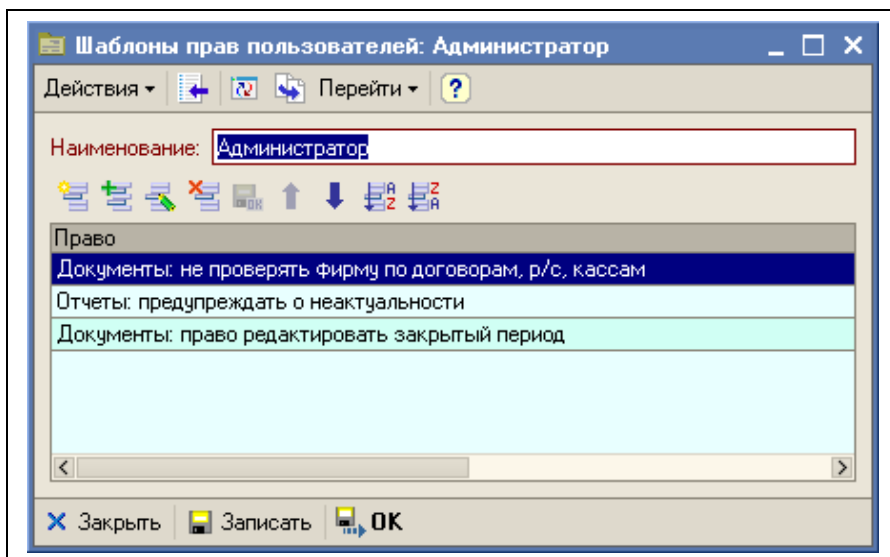 Шаблоны прав пользователей: Администратор
Действия Перейти ?
Наименование: Администратор
Право
Документы: не проверять фирму по договорам, р/с, кассам
Отчеты: предупреждать о неактуальности
Документы: право редактировать закрытый период
Закрыть Записать OK